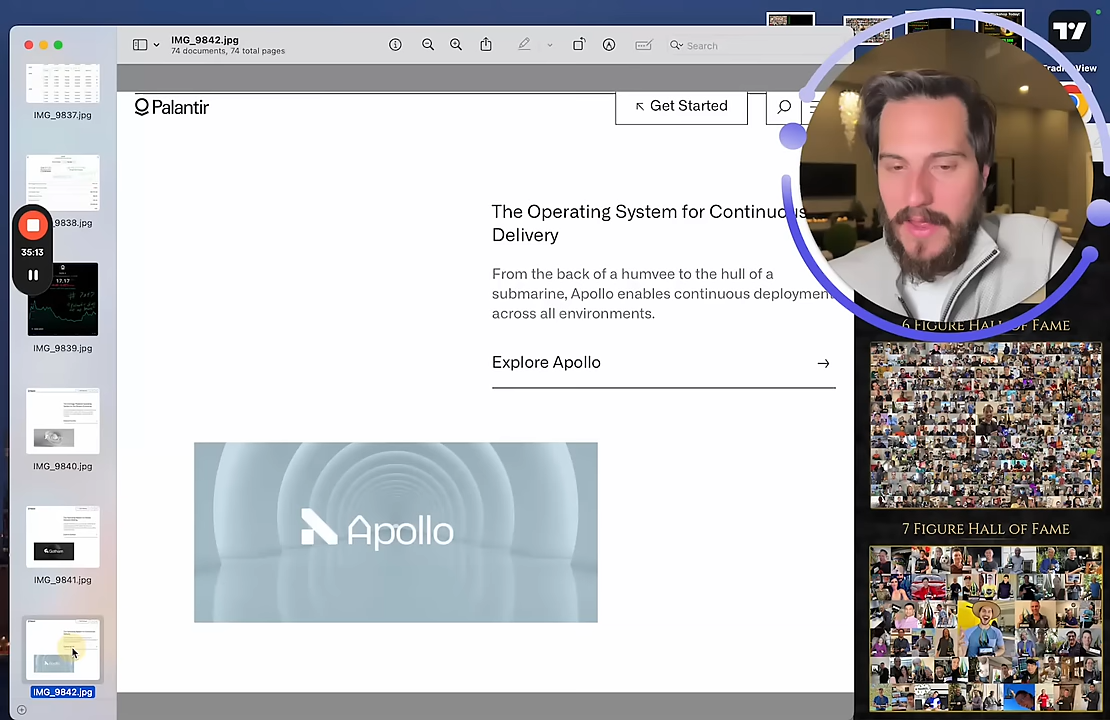 IMG_9842.jpg
74 documents, 74 total pages
Search
IMG_9837.jpg
_9838.jpg
35:13
IMG_9839.jpg
IMG_9840.jpg
IMG_9841.jpg
IMG_9842.jpg
Palantir
Get Started
The Operating System for Continuous
Delivery
From the back of a humvee to the hull of a
submarine, Apollo enables continuous deploymen
across all environments.
Explore Apollo
Apollo
TradingView
6 Figure Hall of Fame
7 Figure Hall of Fame